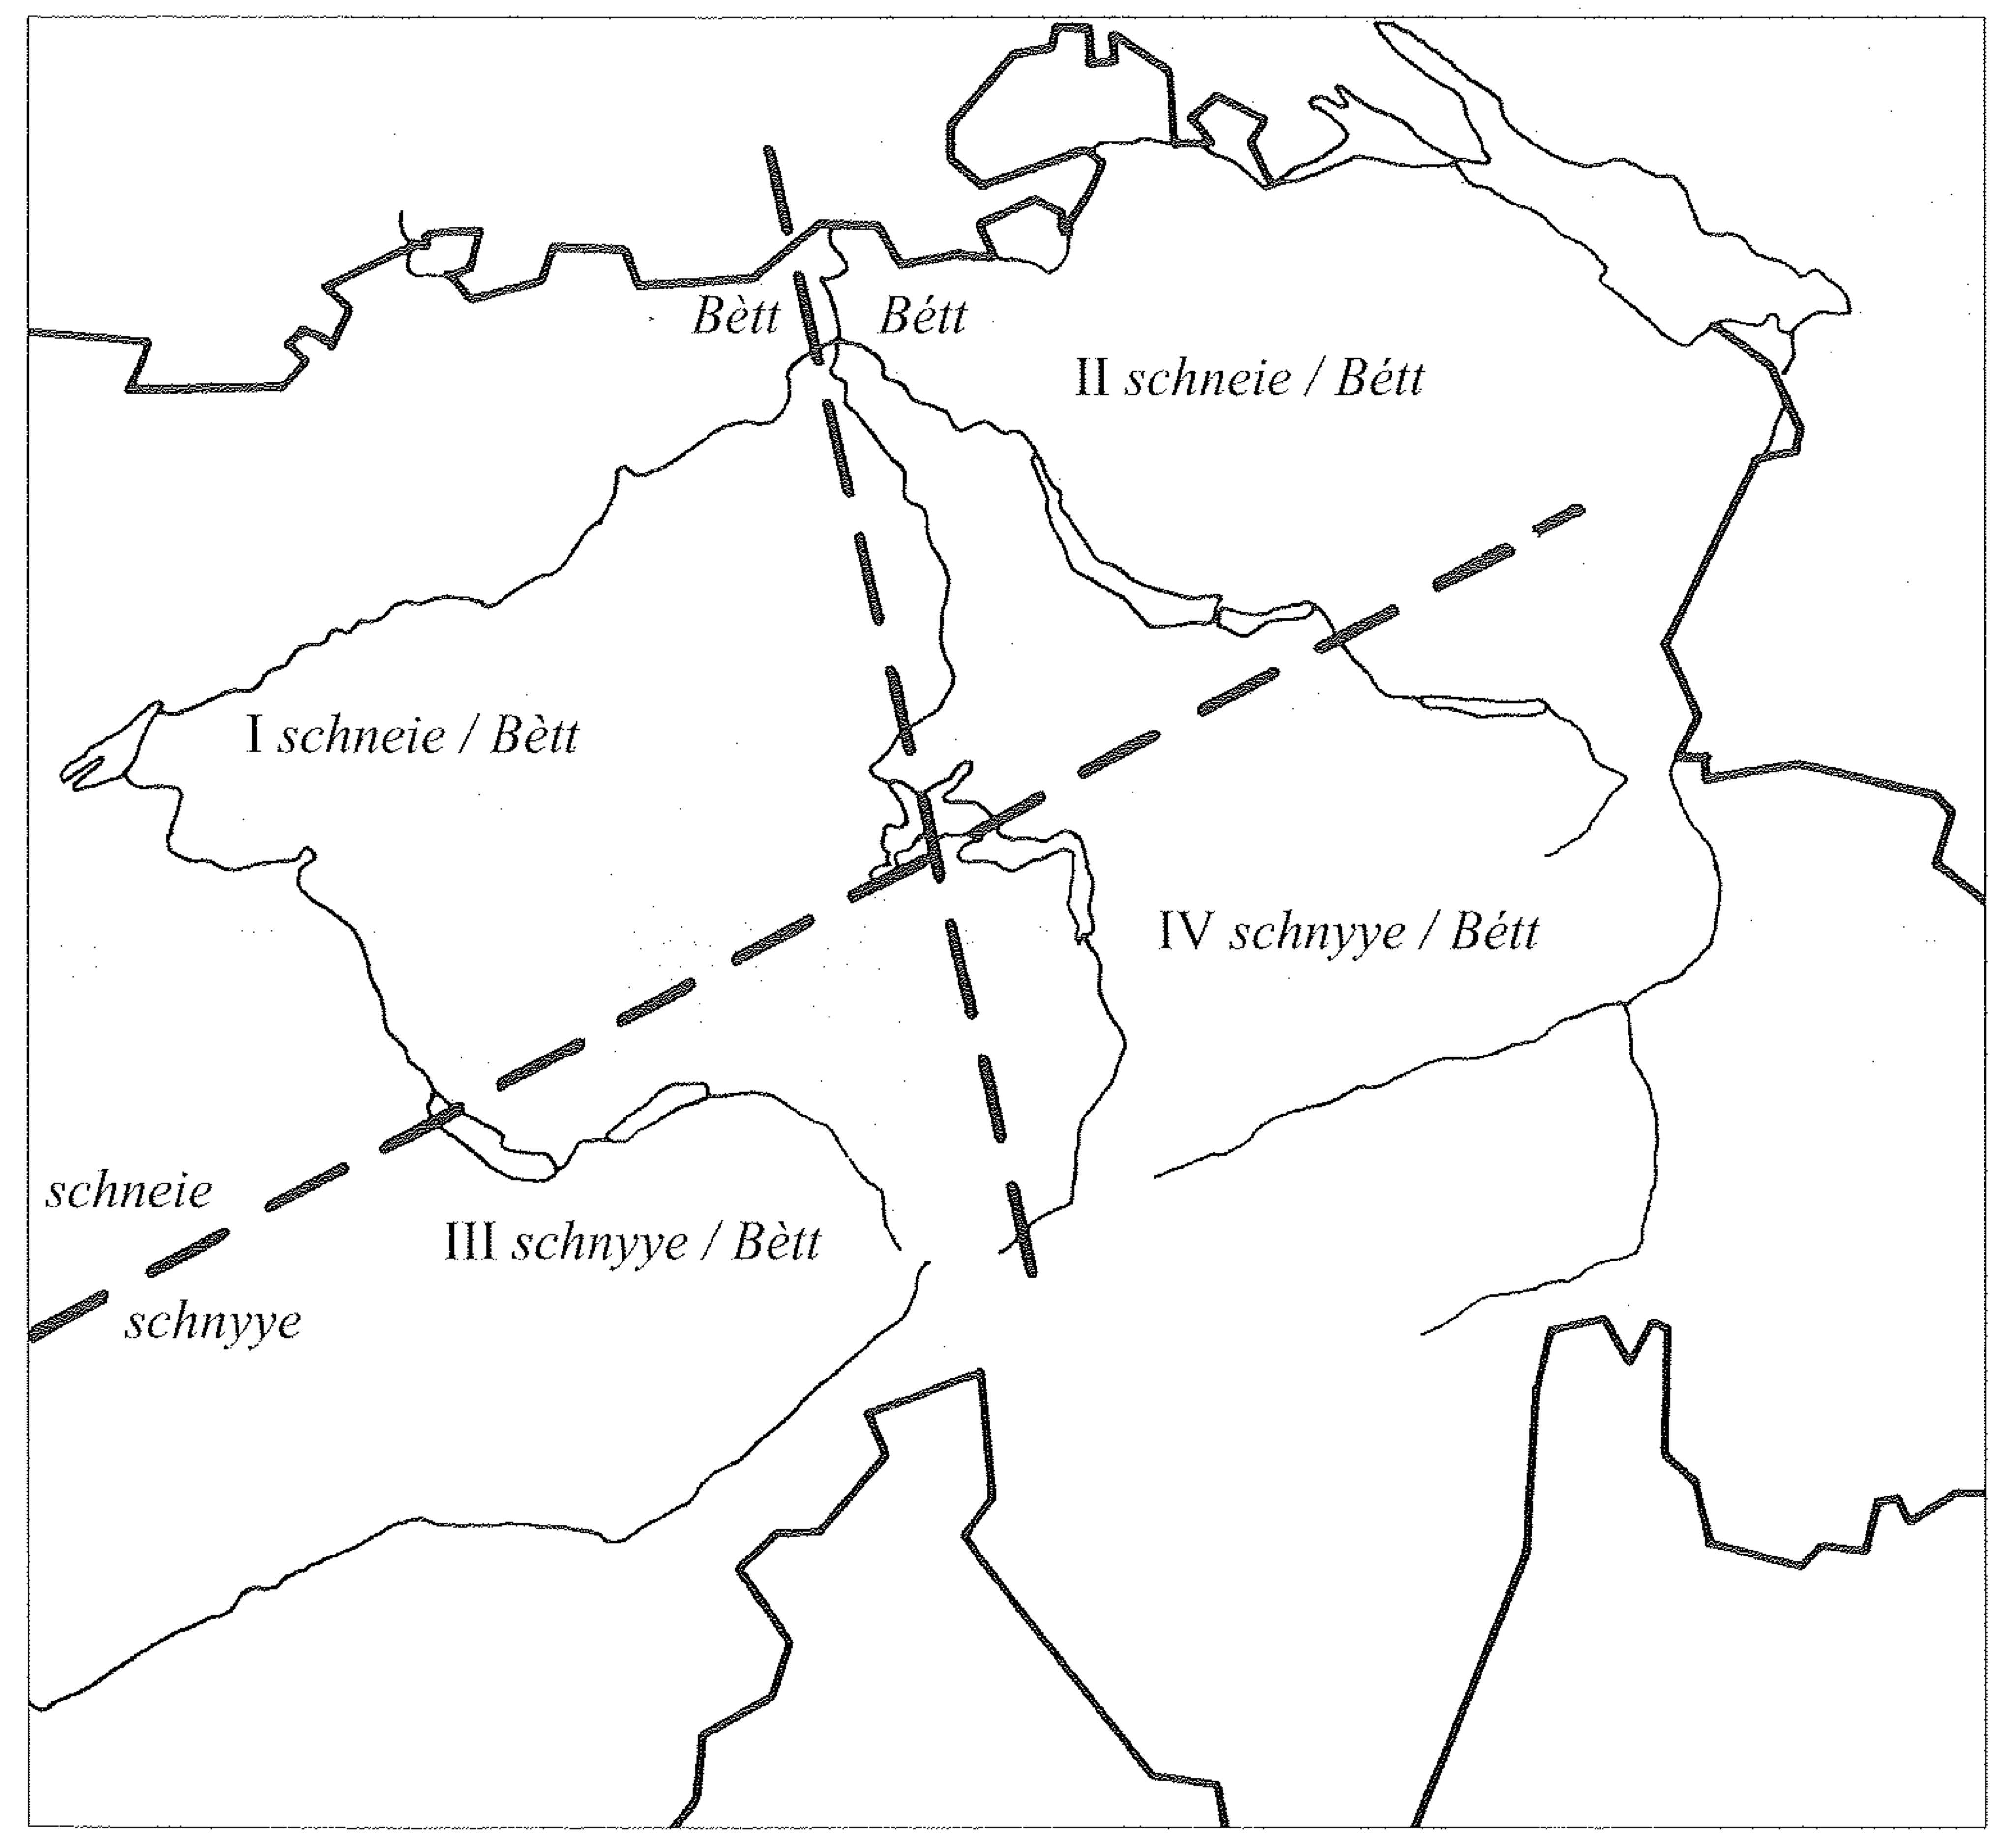 Bètt
Bétt
II schneie / Bétt
I schneie / Bètt
IV schnyye / Bétt
schneie
III schnyye / Bètt
schnyye